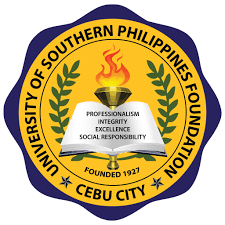 UNIVERSITY OF SOUTHERN PHILIPPINES FOUNDATION
PROFESSIONALISM
INTEGRITY
EXCELLENCE
SOCIAL RESPONSIBILITY
FOUNDED 1927
CEBU CITY